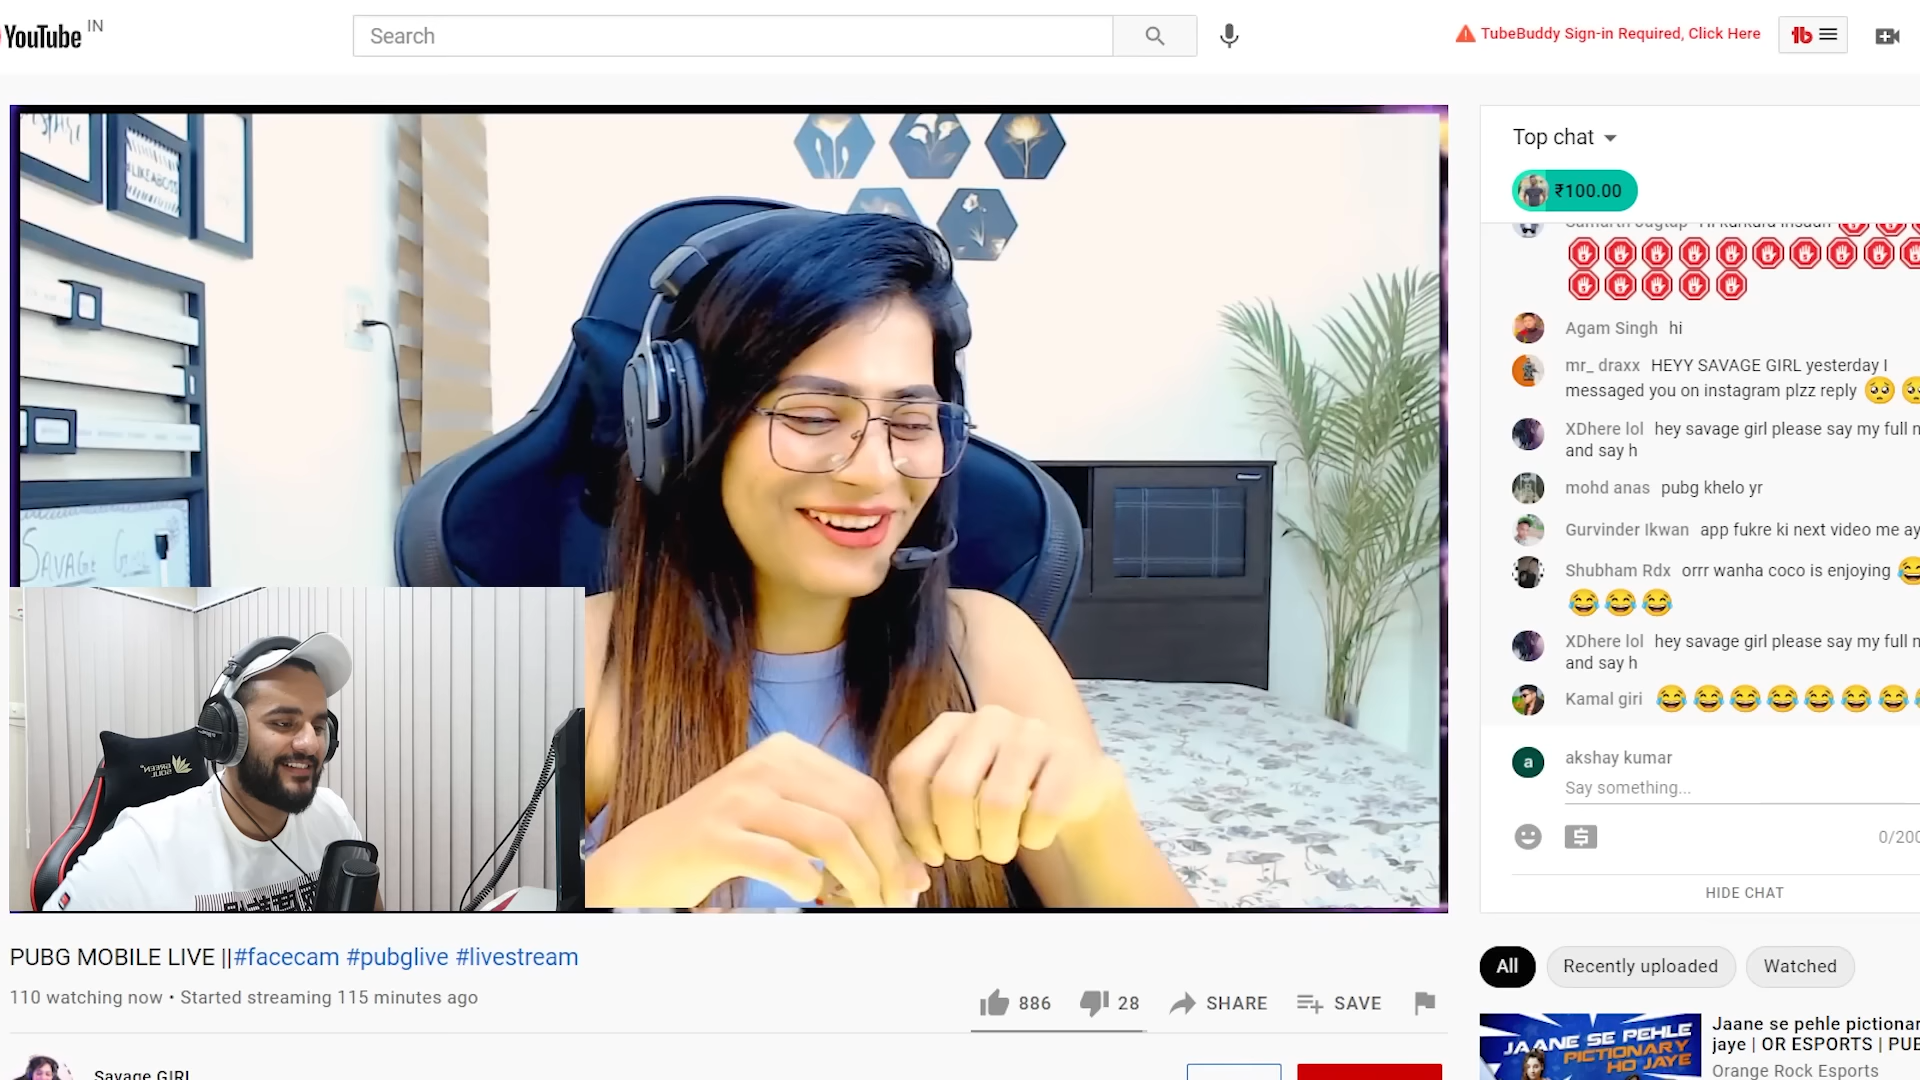 YouTube IN
Search
TubeBuddy Sign-in Required, Click Here
tb
LIKEABOSS
SAVAGE
GREEN SOUL
Top chat
₹100.00
Agam Singh hi
mr_ draxx HEYY SAVAGE GIRL yesterday I
messaged you on instagram plzz reply
XDhere lol hey savage girl please say my full
and say h
mohd anas pubg khelo yr
Gurvinder Ikwan app fukre ki next video me
Shubham Rdx orrr wanha coco is enjoying
XDhere lol hey savage girl please say my full
and say h
Kamal giri
a
akshay kumar
Say something...
0/200
HIDE CHAT
PUBG MOBILE LIVE ||#facecam #pubglive #livestream
110 watching now • Started streaming 115 minutes ago
886
28
SHARE
SAVE
Savage GIRL
All
Recently uploaded
Watched
JAANE SE PEHLE
PICTIONARY
HO JAYE
Jaane se pehle
jaye | OR ESPORTS |
Orange Rock Esports